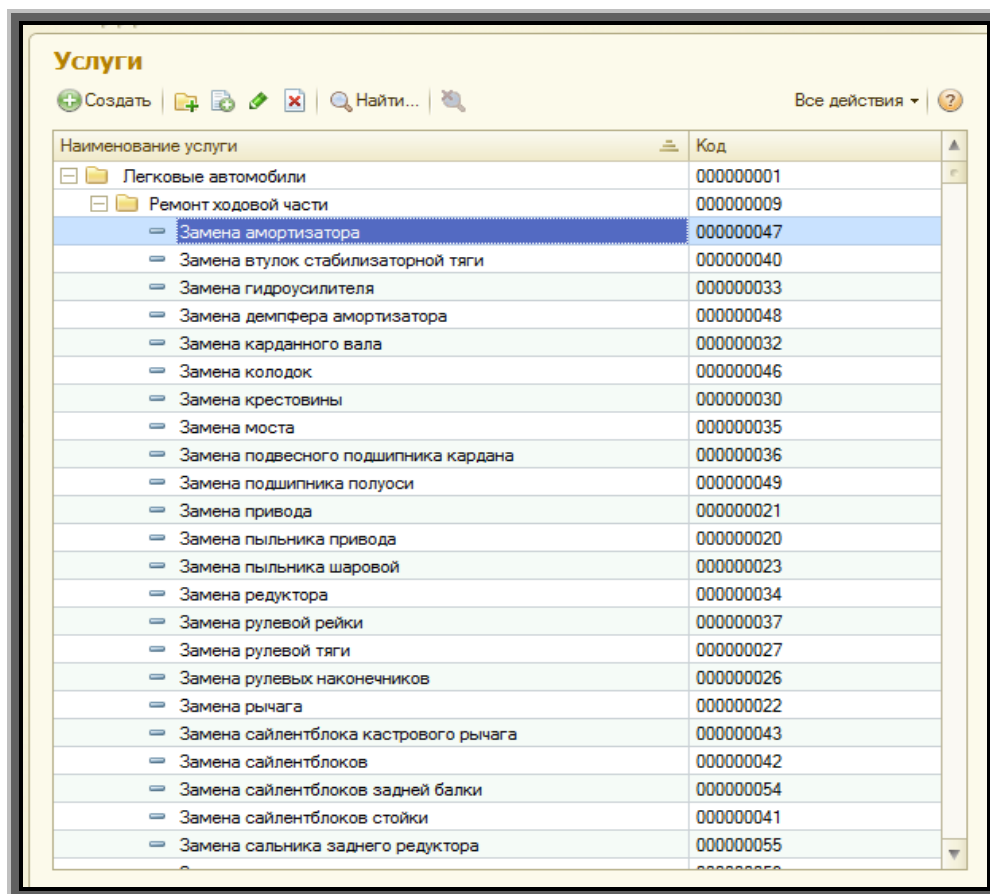 Услуги
Создать Найти... Все действия ?
Наименование услуги Код
Легковые автомобили 000000001
Ремонт ходовой части 000000009
Замена амортизатора 000000047
Замена втулок стабилизаторной тяги 000000040
Замена гидроусилителя 000000033
Замена демпфера амортизатора 000000048
Замена карданного вала 000000032
Замена колодок 000000046
Замена крестовины 000000030
Замена моста 000000035
Замена подвесного подшипника кардана 000000036
Замена подшипника полуоси 000000049
Замена привода 000000021
Замена пыльника привода 000000020
Замена пыльника шаровой 000000023
Замена редуктора 000000034
Замена рулевой рейки 000000037
Замена рулевой тяги 000000027
Замена рулевых наконечников 000000026
Замена рычага 000000022
Замена сайлентблока кастрового рычага 000000043
Замена сайлентблоков 000000042
Замена сайлентблоков задней балки 000000054
Замена сайлентблоков стойки 000000041
Замена сальника заднего редуктора 000000055